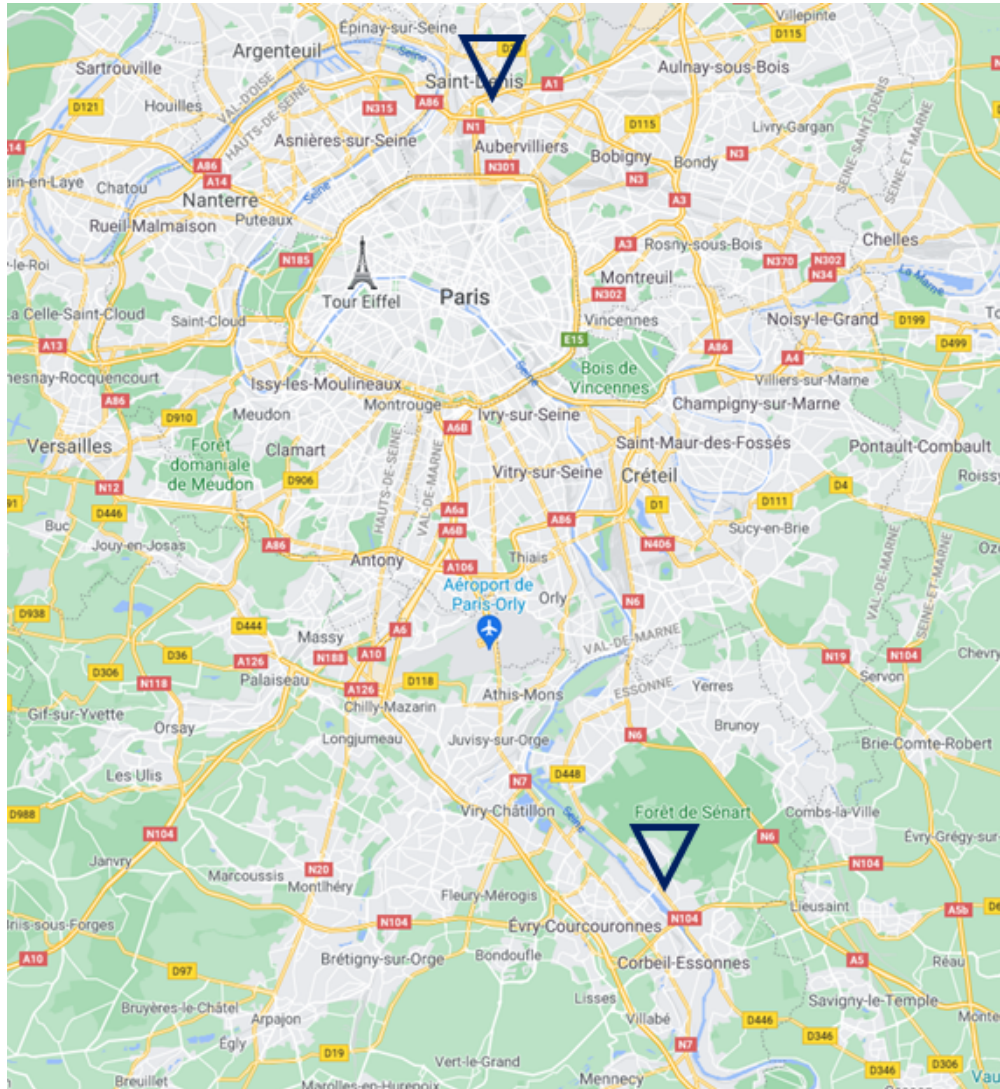 Villepinte
Épinay-sur-Seine
D115
Argenteuil
Seine
Sartrouville
Aulnay-sous-Bois
Saint-Denis
A1
VAL-D'OISE
HAUTS-DE-SEINE
D121
Houilles
N315
A86
N1
D115
Livry-Gargan
SEINE-SAINT-DENIS
SEINE-ET-MARNE
Asnières-sur-Seine
Aubervilliers
Bobigny
Bondy
N3
A86
N301
N3
A14
Chatou
Nanterre
Seine
A3
Rueil-Malmaison
Puteaux
A3
Rosny-sous-Bois
Chelles
N185
N370
N302
N34
Montreuil
La Marne
Tour Eiffel
Paris
N302
Saint-Cloud
Vincennes
Noisy-le-Grand
D199
A13
E15
A86
D499
A4
Bois de
Vincennes
Seine
Issy-les-Moulineaux
Villiers-sur-Marne
A86
Montrouge
Ivry-sur-Seine
Champigny-sur-Marne
D910
Meudon
A6B
Versailles
Forêt
domaniale
de Meudon
Clamart
Saint-Maur-des-Fossés
Pontault-Combault
Vitry-sur-Seine
Créteil
HAUTS-DE-SEINE
VAL-DE-MARNE
D906
N12
D4
D446
A6a
D1
D111
A86
Buc
A6B
Sucy-en-Brie
Jouy-en-Josas
A86
N406
Antony
A106
Thiais
VAL-DE-MARNE
SEINE-ET-MARNE
Aéroport de
Paris-Orly
Orly
N6
D938
D444
A6
Massy
VAL-DE-MARNE
D36
A126
N188
A10
N19
N104
D306
N118
Palaiseau
A126
D118
ESSONNE
Yerres
Servon
Gif-sur-Yvette
Chilly-Mazarin
Athis-Mons
Orsay
Longjumeau
Juvisy-sur-Orge
N6
Brunoy
Brie-Comte-Robert
Les Ulis
N7
D448
D988
Viry-Châtillon
Seine
Forêt de Sénart
Combs-la-Ville
N104
N6
Janvry
N20
N104
Marcoussis
Montlhéry
Fleury-Mérogis
Lieusaint
A5b
N104
Évry-Courcouronnes
N104
A10
Brétigny-sur-Orge
Bondoufle
Corbeil-Essonnes
A5
Réau
D97
Lisses
Savigny-le-Temple
Bruyères-le-Châtel
Arpajon
Villabé
D446
D346
Égly
N7
D19
Vert-le-Grand
D346
D306
Breuillet
Mennecy